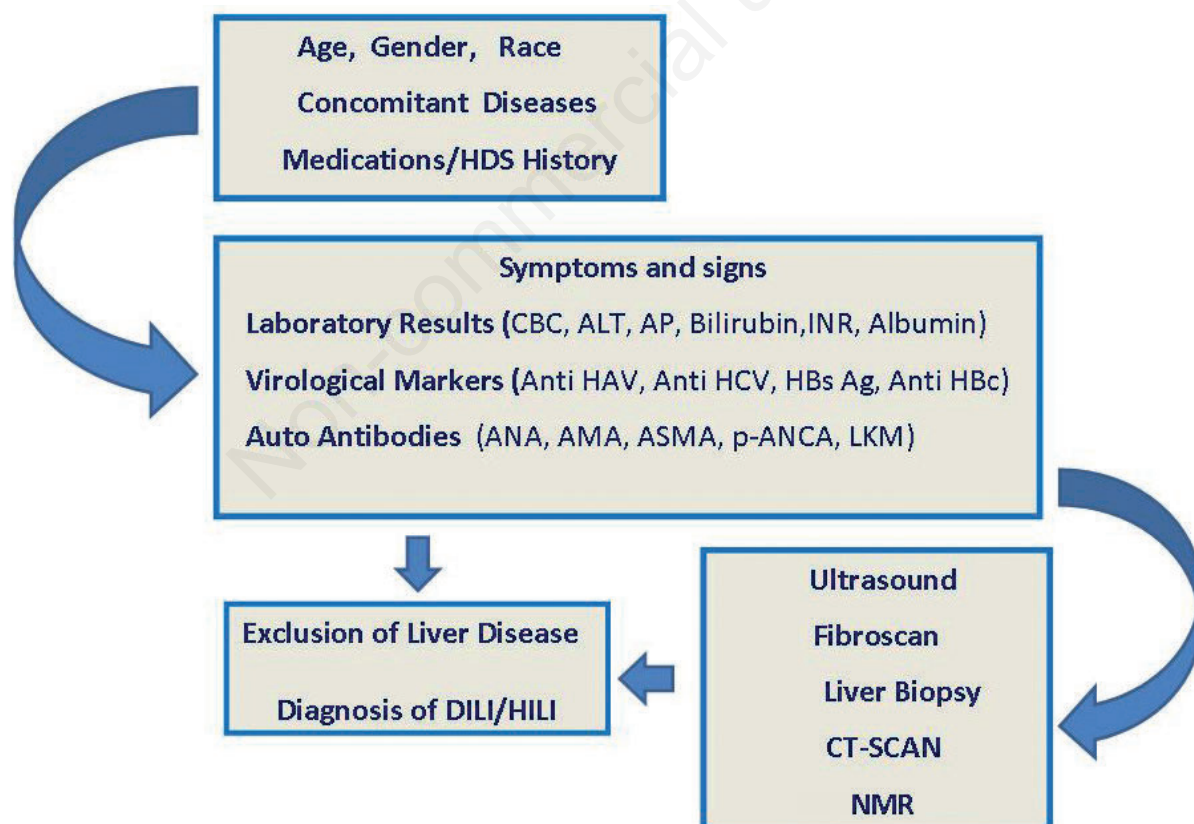 Age, Gender, Race
Concomitant Diseases
Medications/HDS History
Symptoms and signs
Laboratory Results (CBC, ALT, AP, Bilirubin,INR, Albumin)
Virological Markers (Anti HAV, Anti HCV, HBs Ag, Anti HBc)
Auto Antibodies (ANA, AMA, ASMA, p-ANCA, LKM)
Exclusion of Liver Disease
Diagnosis of DILI/HILI
Ultrasound
Fibroscan
Liver Biopsy
CT-SCAN
NMR
Non-commercial